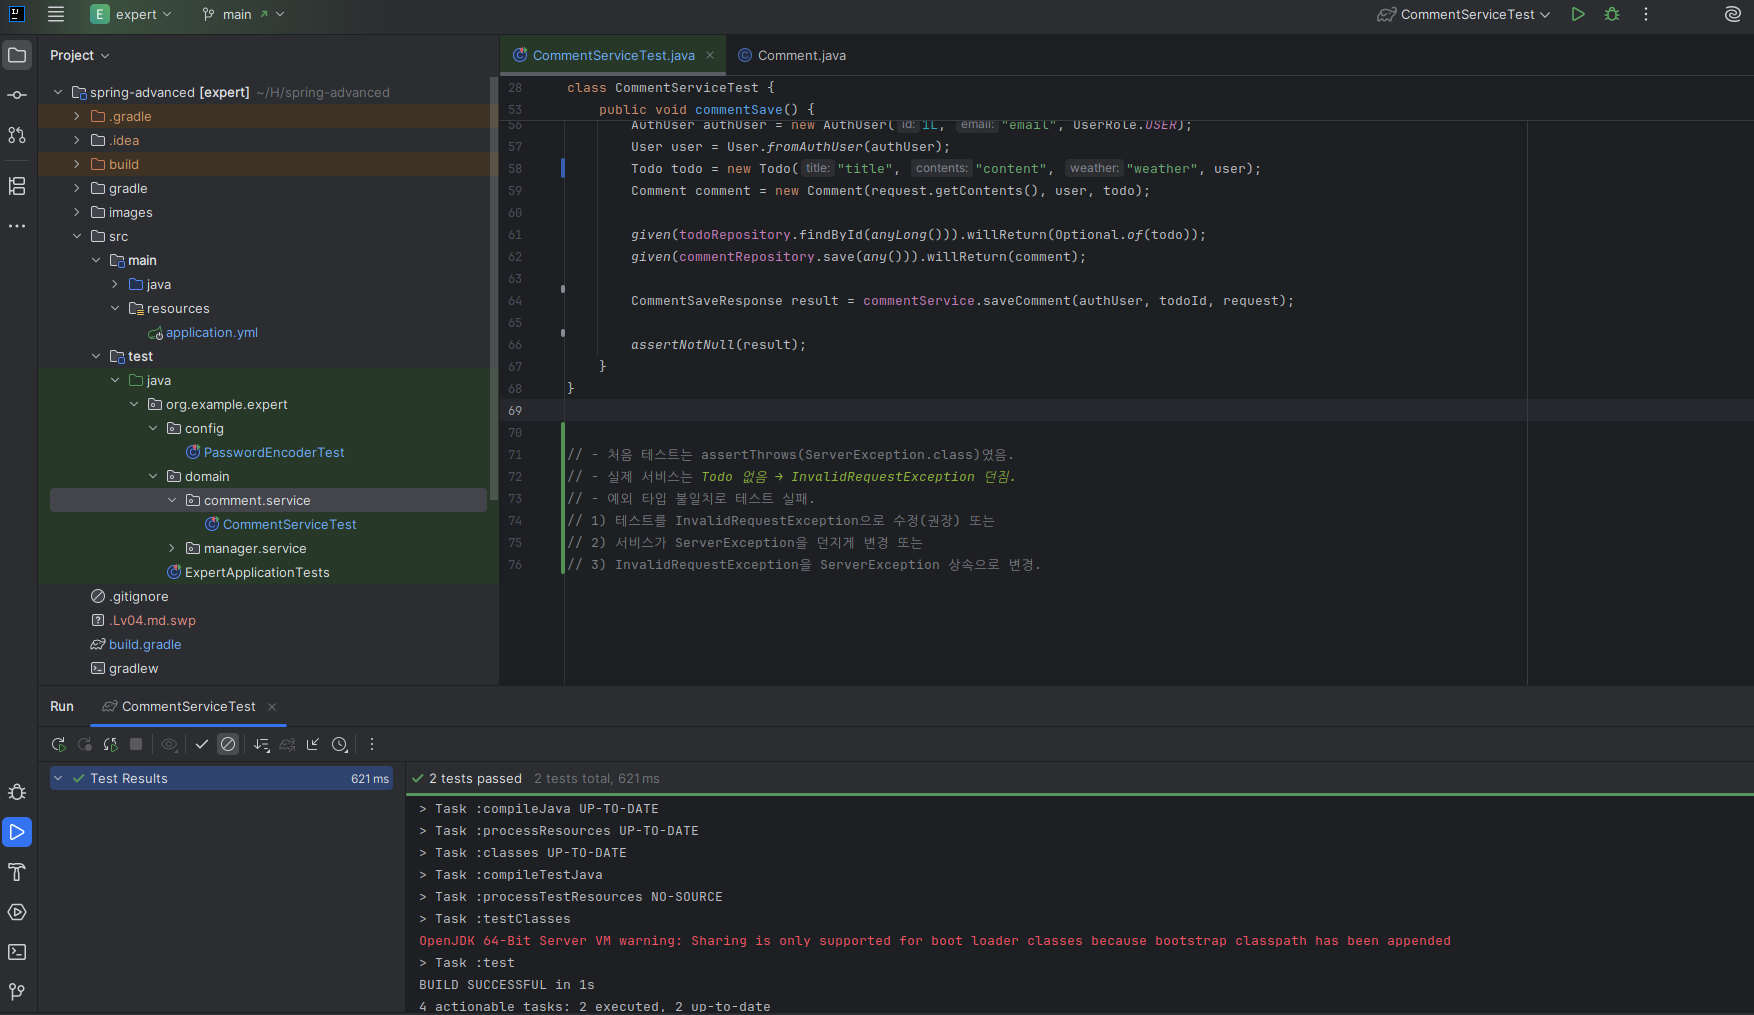 E expert main CommentServiceTest
Project
CommentServiceTest.java Comment.java
spring-advanced [expert] ~/H/spring-advanced
.gradle
.idea
build
gradle
images
src
main
java
resources
application.yml
test
java
org.example.expert
config
PasswordEncoderTest
domain
comment.service
CommentServiceTest
manager.service
ExpertApplicationTests
.gitignore
.Lv04.md.swp
build.gradle
gradlew
28 class CommentServiceTest {
53 public void commentSave() {
56 AuthUser authUser = new AuthUser( id: 1L, email: "email", UserRole.USER);
57 User user = User.fromAuthUser(authUser);
58 Todo todo = new Todo( title: "title", contents: "content", weather: "weather", user);
59 Comment comment = new Comment(request.getContents(), user, todo);
60
61 given(todoRepository.findById(anyLong())).willReturn(Optional.of(todo));
62 given(commentRepository.save(any())).willReturn(comment);
63
64 CommentSaveResponse result = commentService.saveComment(authUser, todoId, request);
65
66 assertNotNull(result);
67 }
68 }
69
70
71 // - 처음 테스트는 assertThrows(ServerException.class)였음.
72 // - 실제 서비스는 Todo 없음 → InvalidRequestException 던짐.
73 // - 예외 타입 불일치로 테스트 실패.
74 // 1) 테스트를 InvalidRequestException으로 수정(권장) 또는
75 // 2) 서비스가 ServerException을 던지게 변경 또는
76 // 3) InvalidRequestException을 ServerException 상속으로 변경.
Run CommentServiceTest
Test Results 621 ms
2 tests passed 2 tests total, 621 ms
> Task :compileJava UP-TO-DATE
> Task :processResources UP-TO-DATE
> Task :classes UP-TO-DATE
> Task :compileTestJava
> Task :processTestResources NO-SOURCE
> Task :testClasses
OpenJDK 64-Bit Server VM warning: Sharing is only supported for boot loader classes because bootstrap classpath has been appended
> Task :test
BUILD SUCCESSFUL in 1s
4 actionable tasks: 2 executed, 2 up-to-date